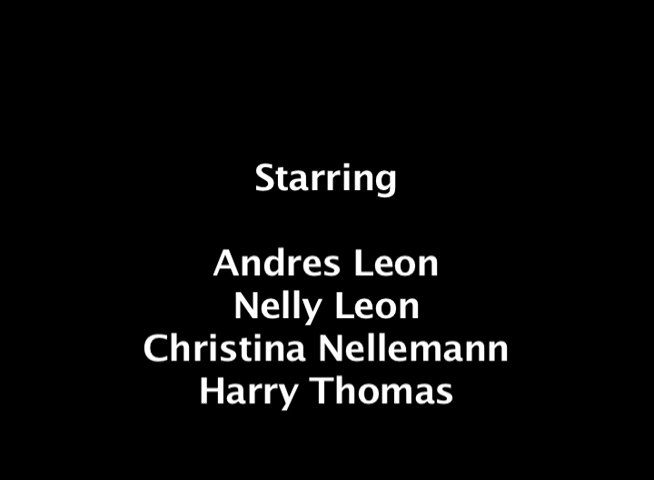 Starring
Andres Leon
Nelly Leon
Christina Nellemann
Harry Thomas